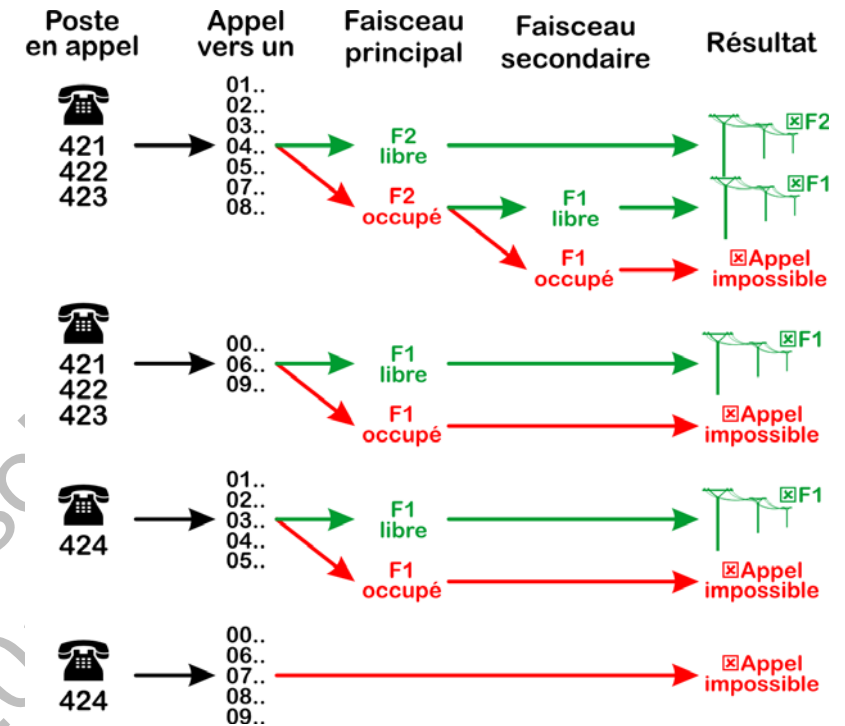 Poste en appel
Appel vers un
Faisceau principal
Faisceau secondaire
Résultat
421
422
423
01..
02..
03..
04..
05..
07..
08..
F2 libre
F2
F2 occupé
F1 libre
F1
F1 occupé
Appel impossible
421
422
423
00..
06..
09..
F1 libre
F1
F1 occupé
Appel impossible
424
01..
02..
03..
04..
05..
F1 libre
F1
F1 occupé
Appel impossible
424
00..
06..
07..
08..
09..
Appel impossible